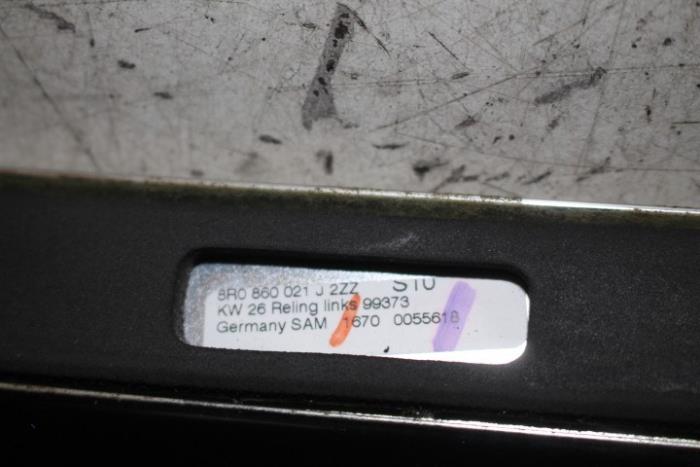 8R0 860 021 J 2ZZ S10
KW 26 Reling links 99373
Germany SAM 1670 0055618